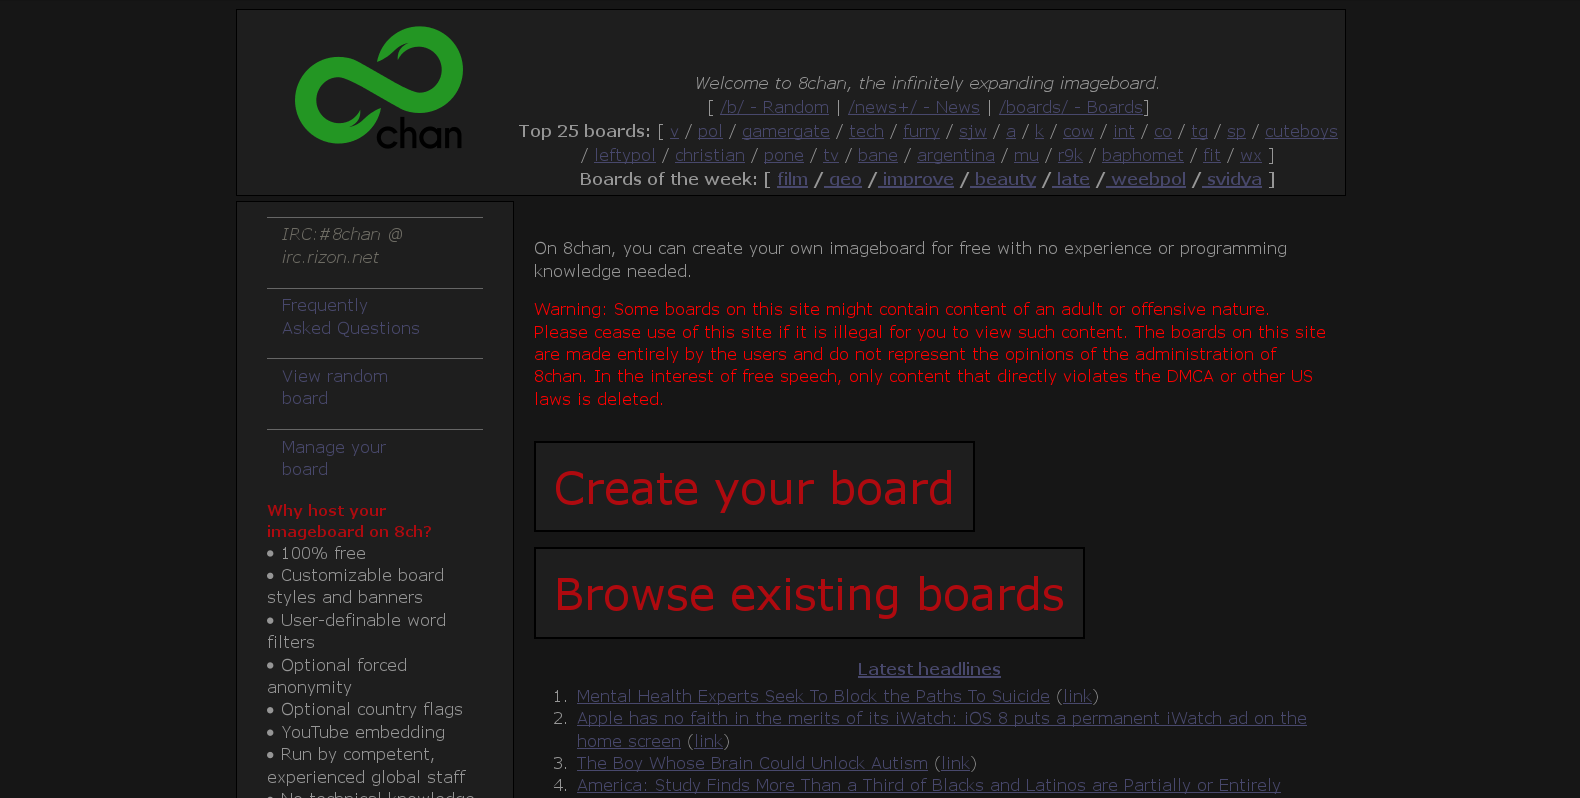 chan
Welcome to 8chan, the infinitely expanding imageboard.
[ /b/ - Random | /news+/ - News | /boards/ - Boards]
Top 25 boards: [ v / pol / gamergate / tech / furry / sjw / a / k / cow / int / co / tg / sp / cuteboys
/ leftypol / christian / pone / tv / bane / argentina / mu / r9k / baphomet / fit / wx ]
Boards of the week: [ film / geo / improve / beauty / late / weebpol / svidya ]
IRC:#8chan @
irc.rizon.net
Frequently
Asked Questions
View random
board
Manage your
board
Why host your
imageboard on 8ch?
• 100% free
• Customizable board
styles and banners
• User-definable word
filters
• Optional forced
anonymity
• Optional country flags
• YouTube embedding
• Run by competent,
experienced global staff
• No technical knowledge
On 8chan, you can create your own imageboard for free with no experience or programming
knowledge needed.
Warning: Some boards on this site might contain content of an adult or offensive nature.
Please cease use of this site if it is illegal for you to view such content. The boards on this site
are made entirely by the users and do not represent the opinions of the administration of
8chan. In the interest of free speech, only content that directly violates the DMCA or other US
laws is deleted.
Create your board
Browse existing boards
Latest headlines
1. Mental Health Experts Seek To Block the Paths To Suicide (link)
2. Apple has no faith in the merits of its iWatch: iOS 8 puts a permanent iWatch ad on the
home screen (link)
3. The Boy Whose Brain Could Unlock Autism (link)
4. America: Study Finds More Than a Third of Blacks and Latinos are Partially or Entirely